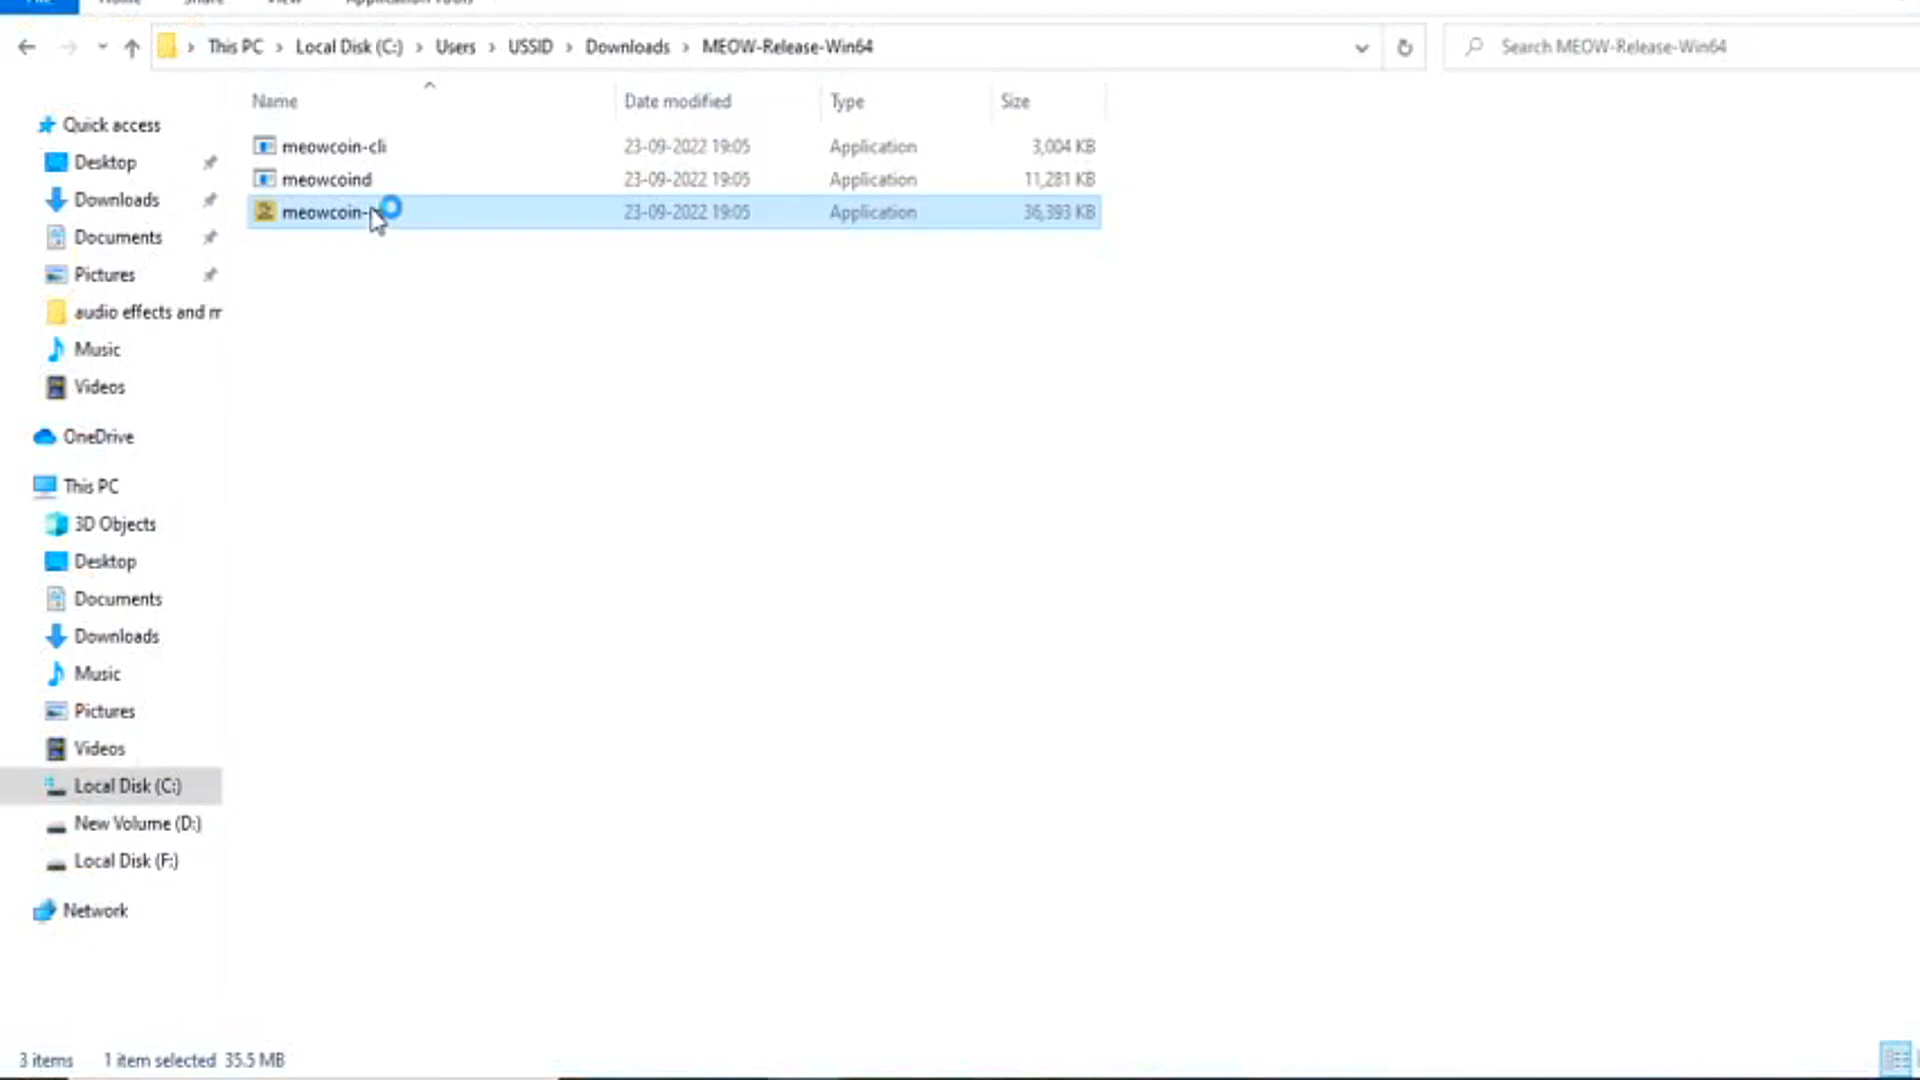 This PC > Local Disk (C:) > Users > USSID > Downloads > MEOW-Release-Win64
Search MEOW-Release-Win64
Name Date modified Type Size
meowcoin-cli 23-09-2022 19:05 Application 3,004 KB
meowcoind 23-09-2022 19:05 Application 11,281 KB
meowcoin- 23-09-2022 19:05 Application 36,393 KB
Quick access
Desktop
Downloads
Documents
Pictures
audio effects and m
Music
Videos
OneDrive
This PC
3D Objects
Desktop
Documents
Downloads
Music
Pictures
Videos
Local Disk (C:)
New Volume (D:)
Local Disk (F:)
Network
3 items 1 item selected 35.5 MB